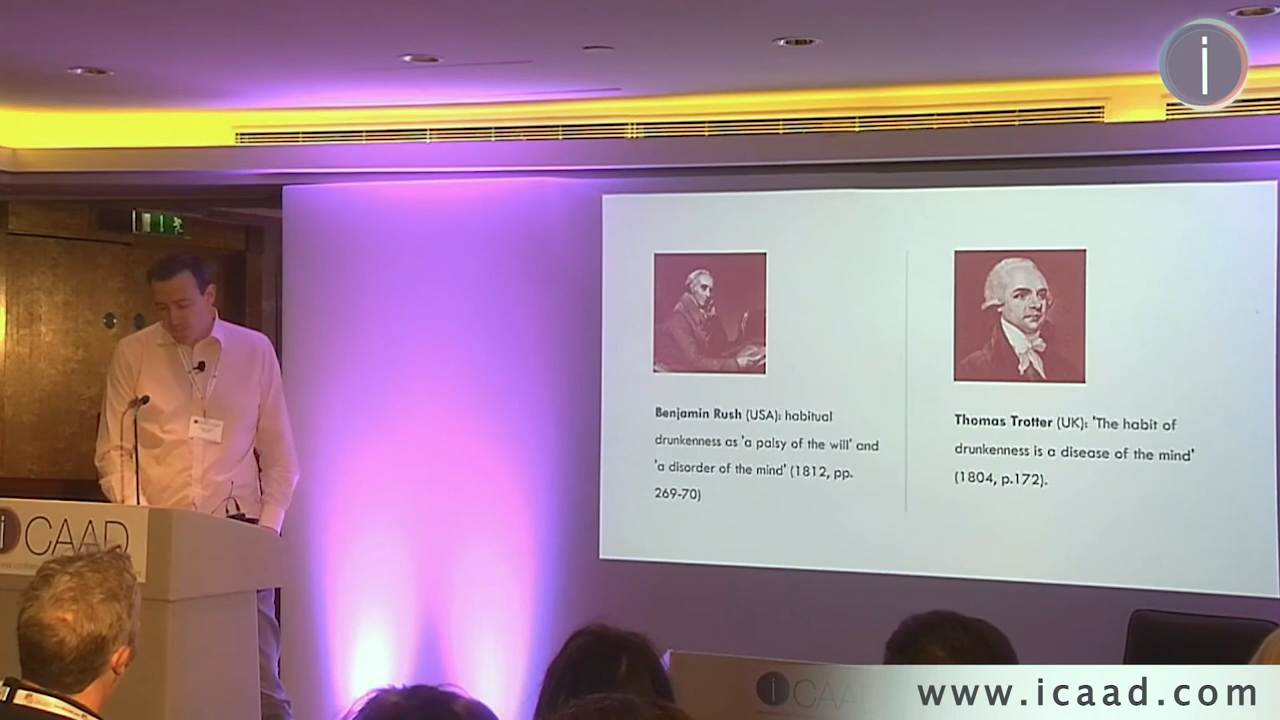 i
Benjamin Rush (USA): habitual
drunkenness as 'a palsy of the will' and
'a disorder of the mind' (1812, pp.
269-70)
Thomas Trotter (UK): 'The habit of
drunkenness is a disease of the mind'
(1804, p.172).
i CAAD
i CAAD
www.icaad.com